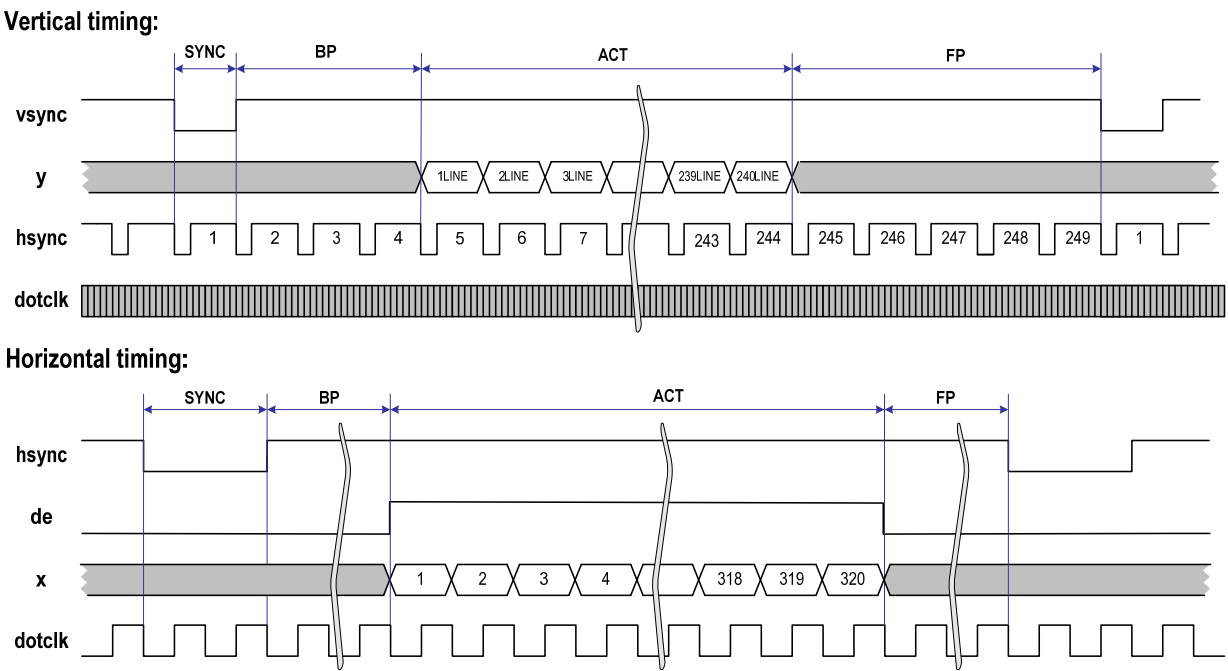 Vertical timing:
SYNC BP ACT FP
vsync
y 1LINE 2LINE 3LINE 239LINE 240LINE
hsync 1 2 3 4 5 6 7 243 244 245 246 247 248 249 1
dotclk
Horizontal timing:
SYNC BP ACT FP
hsync
de
x 1 2 3 4 318 319 320
dotclk